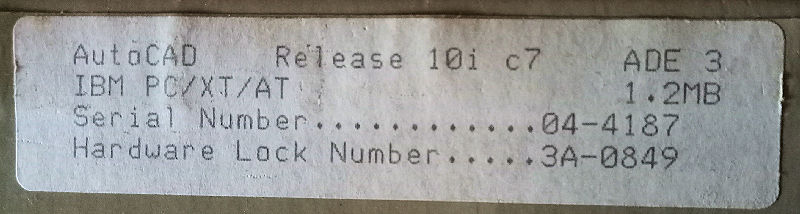 AutoCAD Release 10i c7 ADE 3
IBM PC/XT/AT 1.2MB
Serial Number............04-4187
Hardware Lock Number.....3A-0849